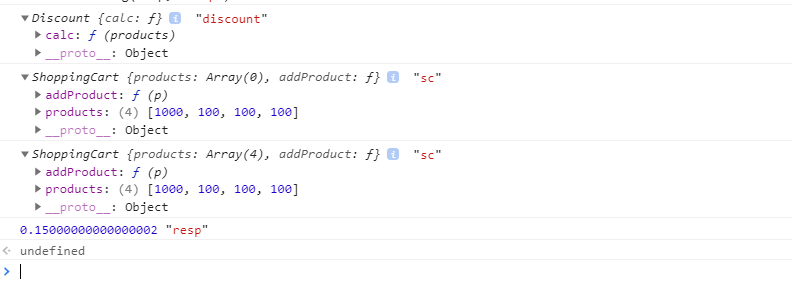 Discount {calc: ƒ} i "discount"
calc: ƒ (products)
__proto__: Object
ShoppingCart {products: Array(0), addProduct: ƒ} i "sc"
addProduct: ƒ (p)
products: (4) [1000, 100, 100, 100]
__proto__: Object
ShoppingCart {products: Array(4), addProduct: ƒ} i "sc"
addProduct: ƒ (p)
products: (4) [1000, 100, 100, 100]
__proto__: Object
0.15000000000000002 "resp"
undefined